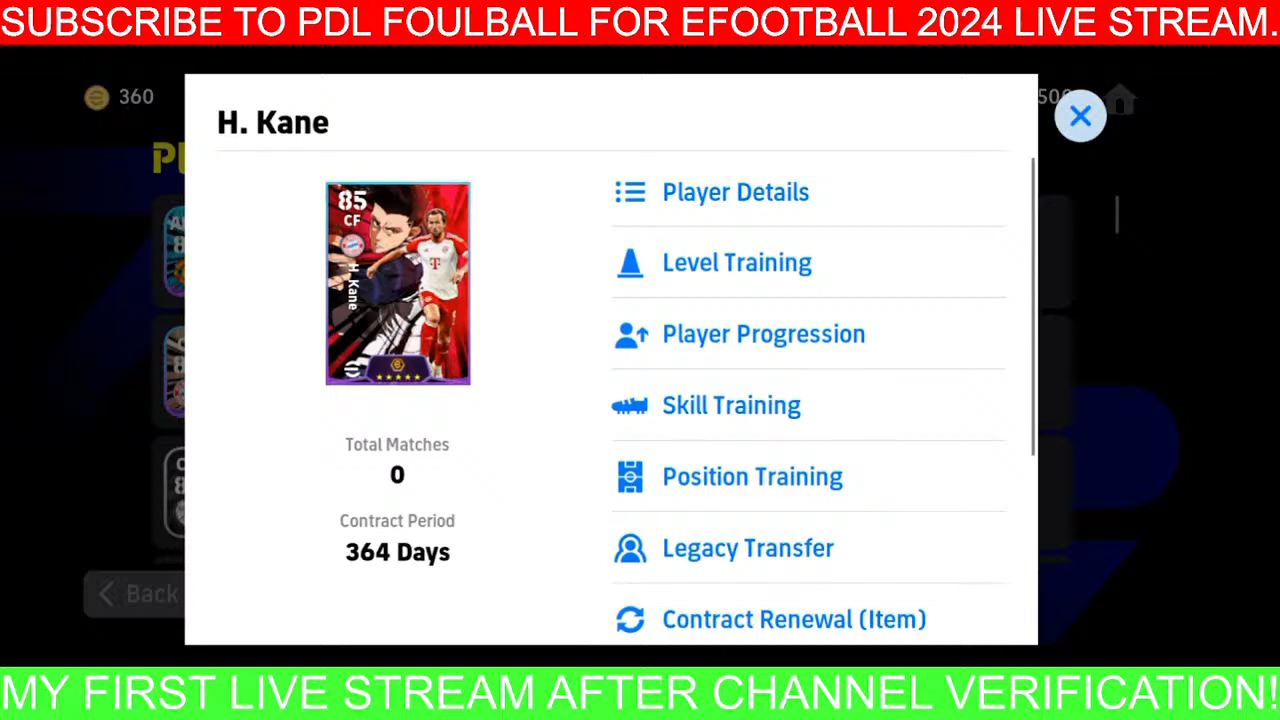 SUBSCRIBE TO PDL FOULBALL FOR EFOOTBALL 2024 LIVE STREAM.
360
H. Kane
85
CF
H. Kane
Total Matches
0
Contract Period
364 Days
Player Details
Level Training
Player Progression
Skill Training
Position Training
Legacy Transfer
Contract Renewal (Item)
Back
MY FIRST LIVE STREAM AFTER CHANNEL VERIFICATION!